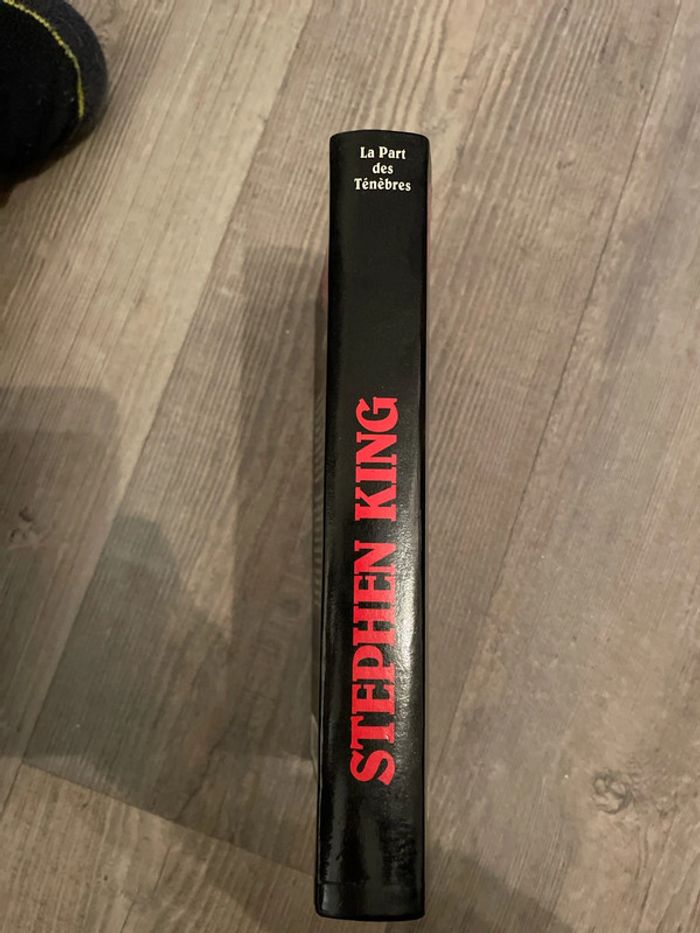 La Part
des
Ténèbres
STEPHEN KING